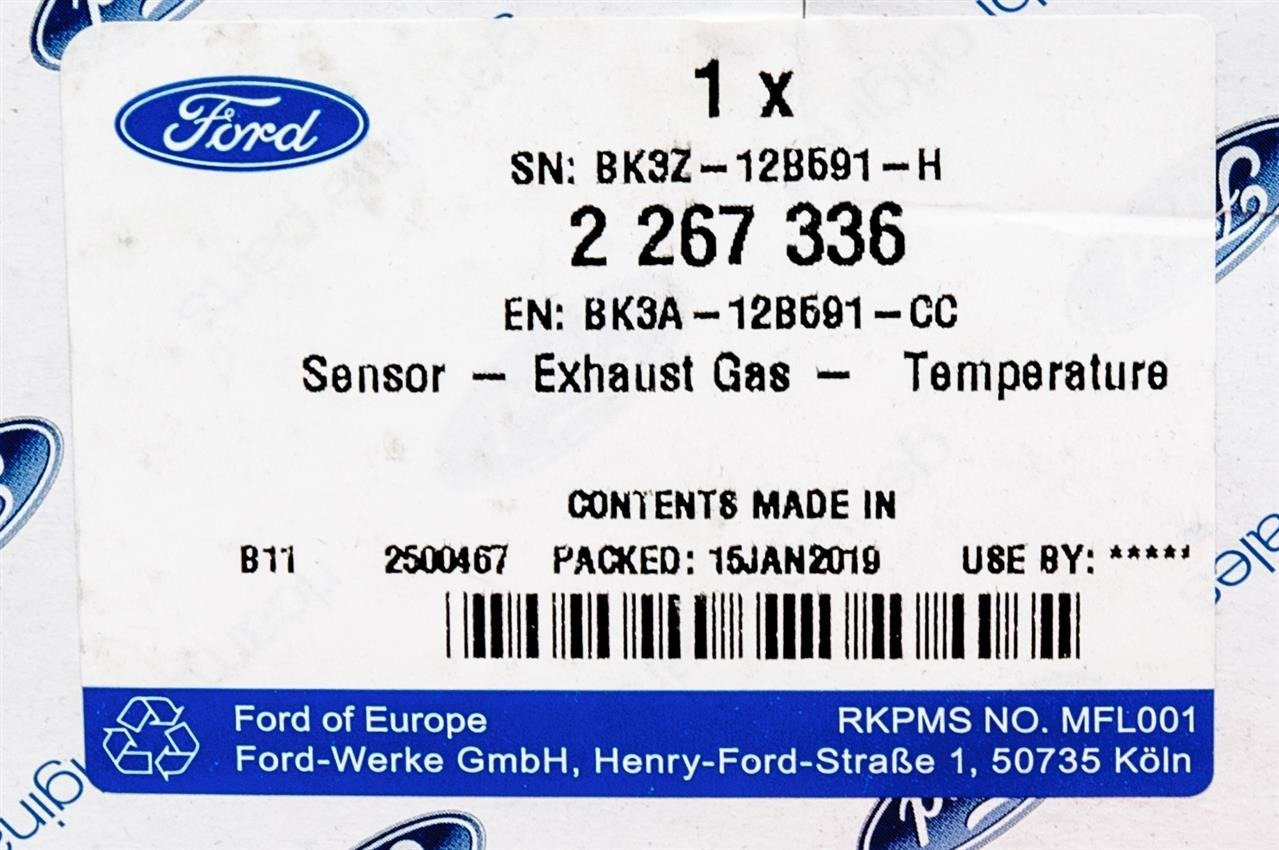 Ford
1 x
SN: BK3Z-12B591-H
2 267 336
EN: BK3A-12B591-CC
Sensor - Exhaust Gas - Temperature
CONTENTS MADE IN
B11 2500467 PACKED: 15JAN2019 USE BY: *****
Ford of Europe RKPMS NO. MFL001
Ford-Werke GmbH, Henry-Ford-Straße 1, 50735 Köln